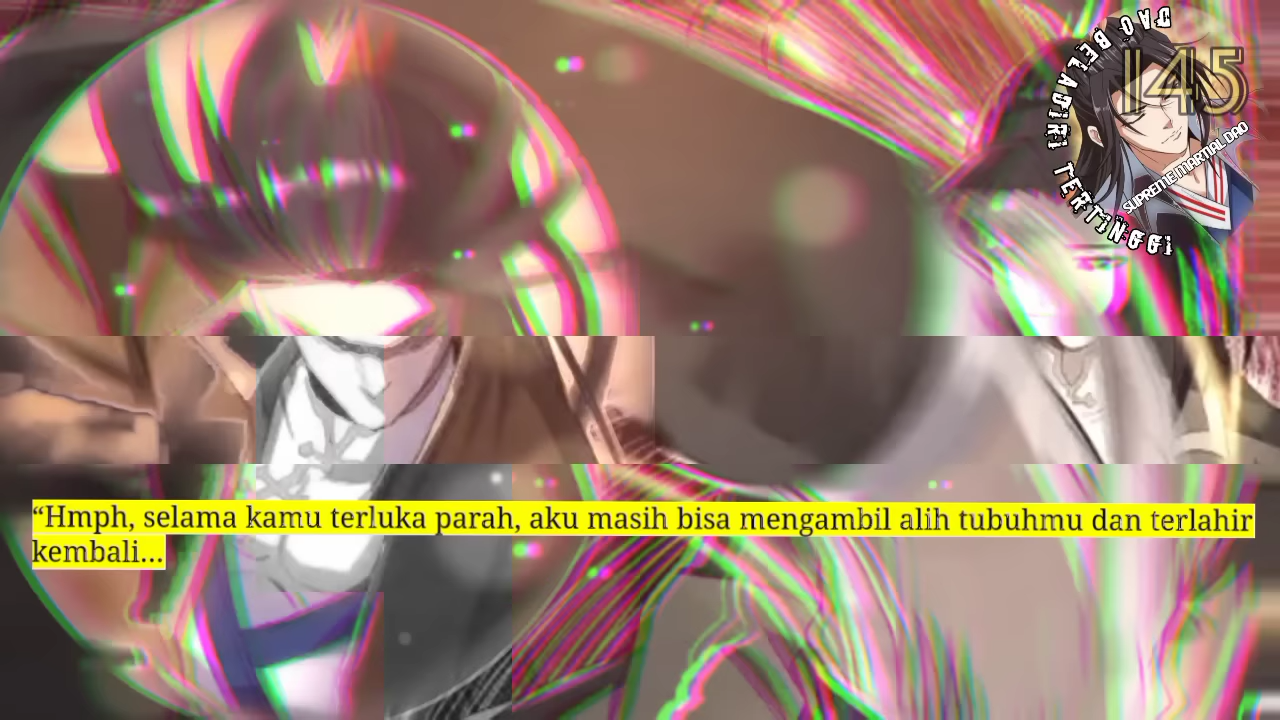 DAO BELADIRI TERTINGGI
145
SUPREME MARTIAL DAO
“Hmph, selama kamu terluka parah, aku masih bisa mengambil alih tubuhmu dan terlahir
kembali...